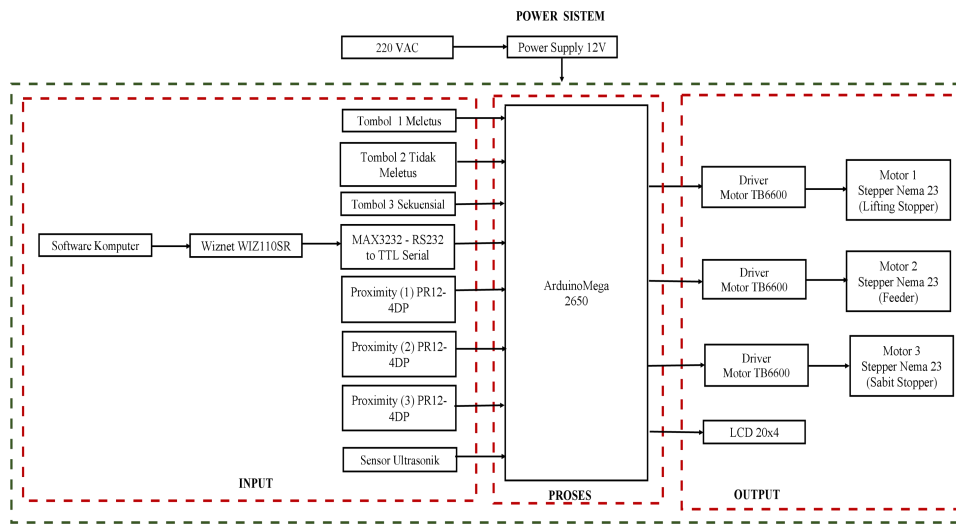 POWER SISTEM
220 VAC
Power Supply 12V
Tombol 1 Meletus
Tombol 2 Tidak
Meletus
Tombol 3 Sekuensial
Software Komputer
Wiznet WIZ110SR
MAX3232 - RS232
to TTL Serial
Proximity (1) PR12-
4DP
Proximity (2) PR12-
4DP
Proximity (3) PR12-
4DP
Sensor Ultrasonik
INPUT
ArduinoMega
2650
PROSES
Driver
Motor TB6600
Motor 1
Stepper Nema 23
(Lifting Stopper)
Driver
Motor TB6600
Motor 2
Stepper Nema 23
(Feeder)
Driver
Motor TB6600
Motor 3
Stepper Nema 23
(Sabit Stopper)
LCD 20x4
OUTPUT